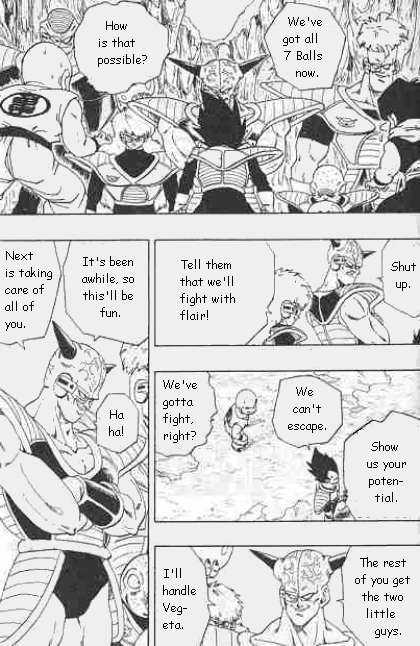 We've
got all
7 Balls
now.
How
is that
possible?
Shut
up.
Tell them
that we'll
fight with
flair!
Show
us your
poten-
tial.
We
can't
escape.
We've
gotta
fight,
right?
The rest
of you get
the two
little
guys.
I'll
handle
Veg-
eta.
It's been
awhile, so
this'll be
fun.
Next
is taking
care of
all of
you.
Ha
ha!